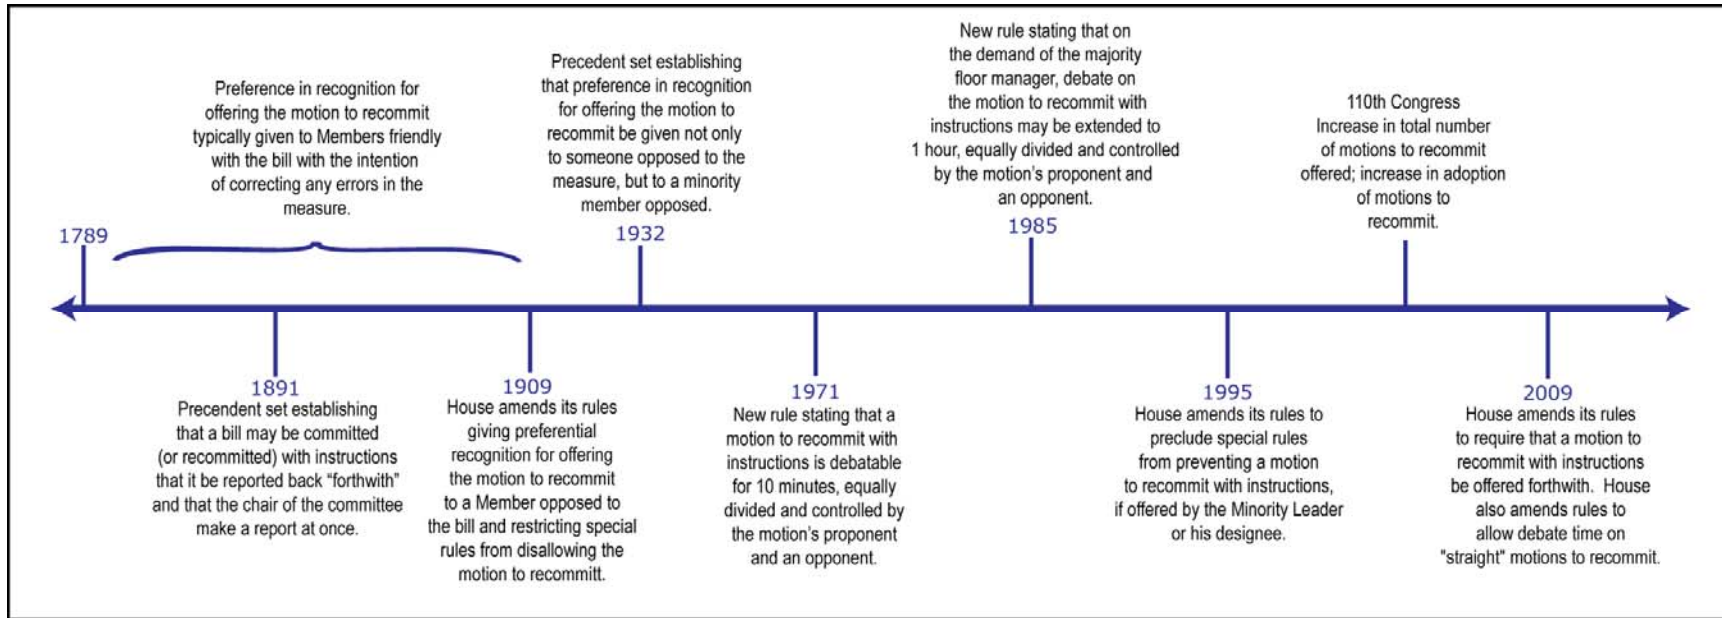 1789
Preference in recognition for
offering the motion to recommit
typically given to Members friendly
with the bill with the intention
of correcting any errors in the
measure.
1891
Precendent set establishing
that a bill may be committed
(or recommitted) with instructions
that it be reported back “forthwith”
and that the chair of the committee
make a report at once.
1909
House amends its rules
giving preferential
recognition for offering
the motion to recommit
to a Member opposed to
the bill and restricting special
rules from disallowing the
motion to recommitt.
Precedent set establishing
that preference in recognition
for offering the motion to
recommit be given not only
to someone opposed to the
measure, but to a minority
member opposed.
1932
1971
New rule stating that a
motion to recommit with
instructions is debatable
for 10 minutes, equally
divided and controlled by
the motion’s proponent
and an opponent.
New rule stating that on
the demand of the majority
floor manager, debate on
the motion to recommit with
instructions may be extended to
1 hour, equally divided and controlled
by the motion’s proponent and
an opponent.
1985
1995
House amends its rules to
preclude special rules
from preventing a motion
to recommit with instructions,
if offered by the Minority Leader
or his designee.
110th Congress
Increase in total number
of motions to recommit
offered; increase in adoption
of motions to
recommit.
2009
House amends its rules
to require that a motion to
recommit with instructions
be offered forthwith.  House
also amends rules to
allow debate time on
"straight" motions to recommit.